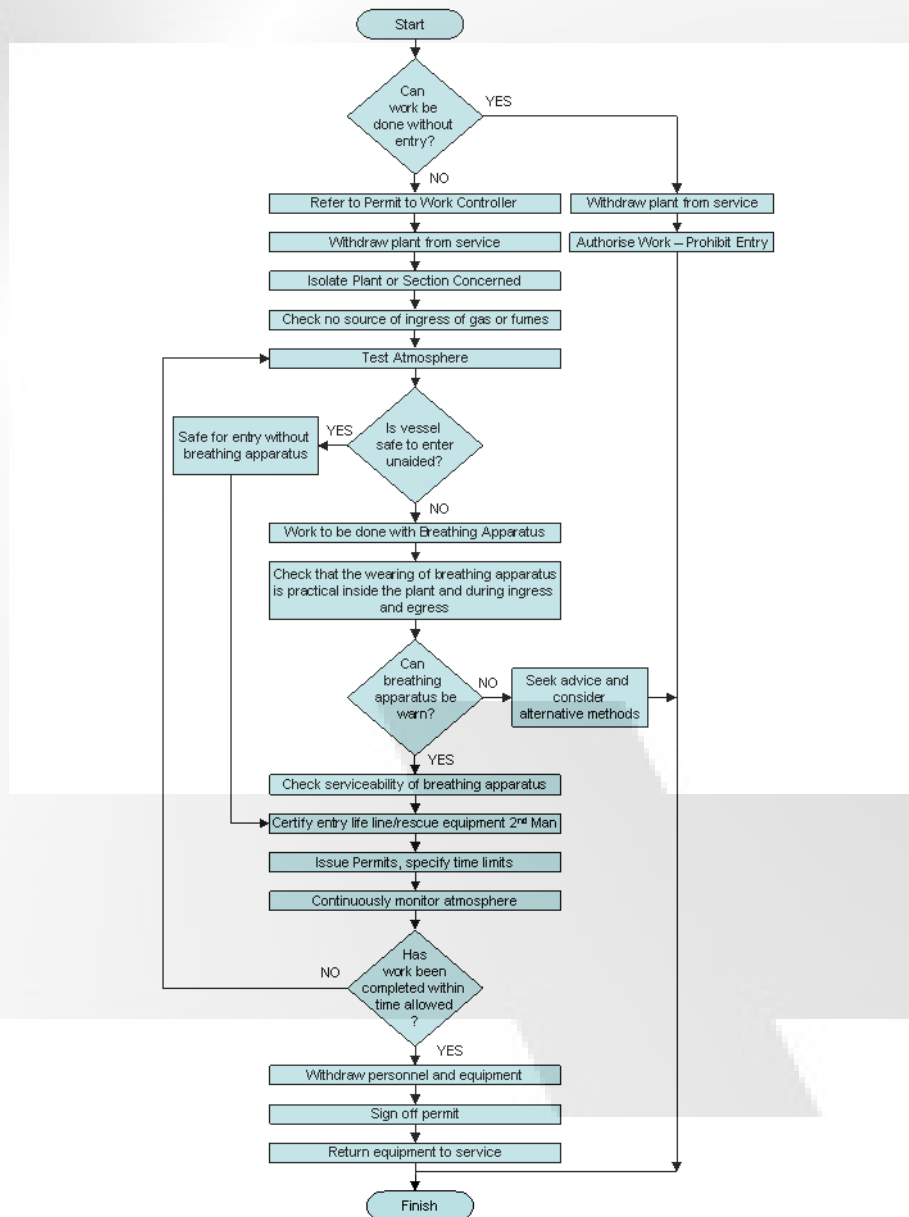 Start
Can
work be
done without
entry?
YES
NO
Refer to Permit to Work Controller
Withdraw plant from service
Withdraw plant from service
Authorise Work – Prohibit Entry
Isolate Plant or Section Concerned
Check no source of ingress of gas or fumes
Test Atmosphere
Is vessel
safe to enter
unaided?
YES
Safe for entry without
breathing apparatus
NO
Work to be done with Breathing Apparatus
Check that the wearing of breathing apparatus
is practical inside the plant and during ingress
and egress
Can
breathing
apparatus be
warn?
NO
Seek advice and
consider
alternative methods
YES
Check serviceability of breathing apparatus
Certify entry life line/rescue equipment 2nd Man
Issue Permits, specify time limits
Continuously monitor atmosphere
Has
work been
completed within
time allowed
?
NO
YES
Withdraw personnel and equipment
Sign off permit
Return equipment to service
Finish